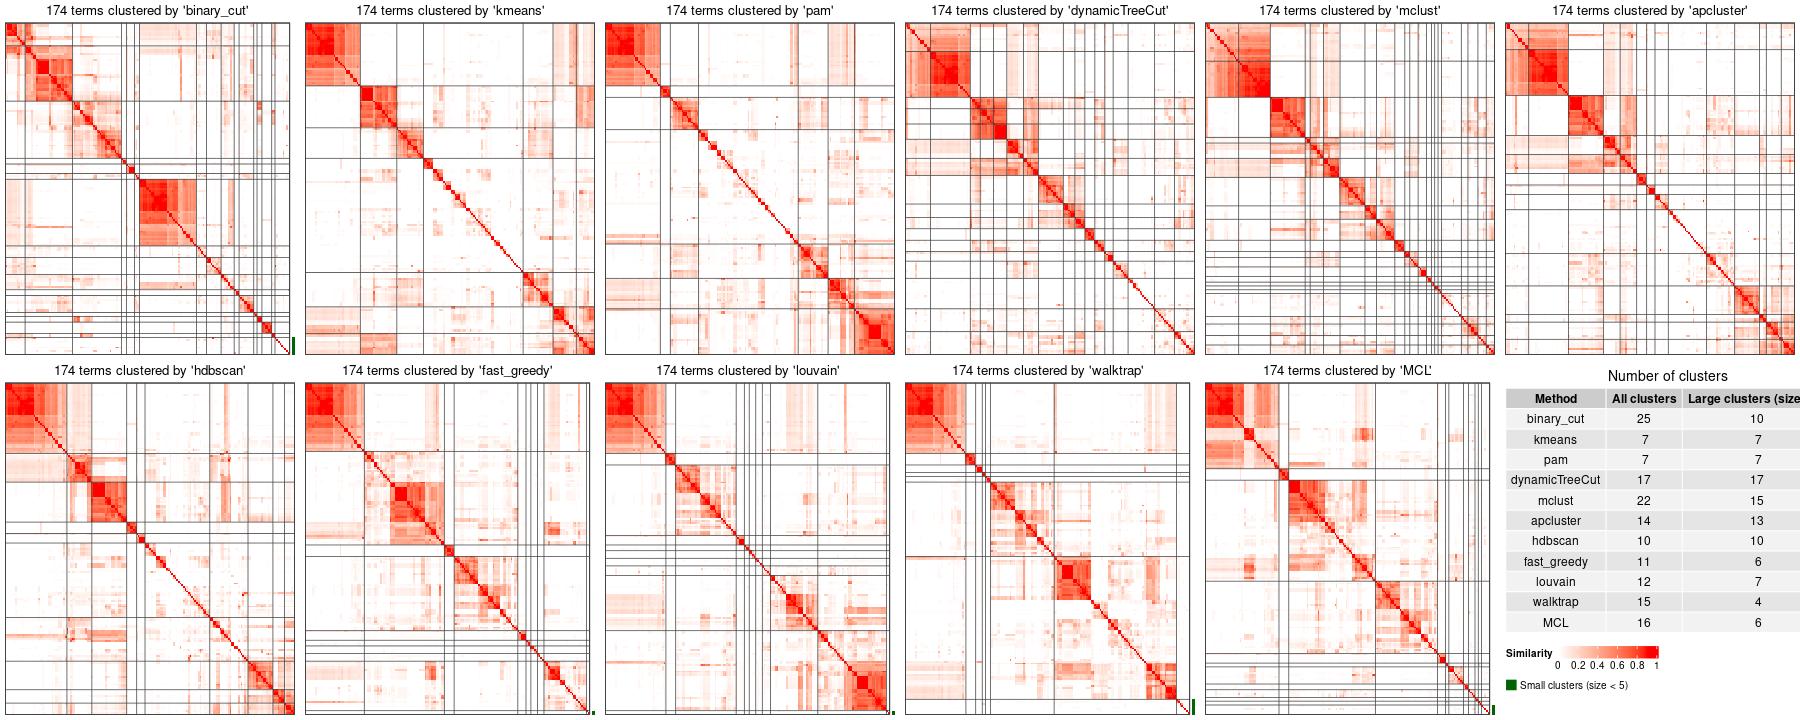 174 terms clustered by 'binary_cut'
174 terms clustered by 'kmeans'
174 terms clustered by 'pam'
174 terms clustered by 'dynamicTreeCut'
174 terms clustered by 'mclust'
174 terms clustered by 'apcluster'
174 terms clustered by 'hdbscan'
174 terms clustered by 'fast_greedy'
174 terms clustered by 'louvain'
174 terms clustered by 'walktrap'
174 terms clustered by 'MCL'
Number of clusters
Method All clusters Large clusters (size
binary_cut 25 10
kmeans 7 7
pam 7 7
dynamicTreeCut 17 17
mclust 22 15
apcluster 14 13
hdbscan 10 10
fast_greedy 11 6
louvain 12 7
walktrap 15 4
MCL 16 6
Similarity
0 0.2 0.4 0.6 0.8 1
Small clusters (size < 5)